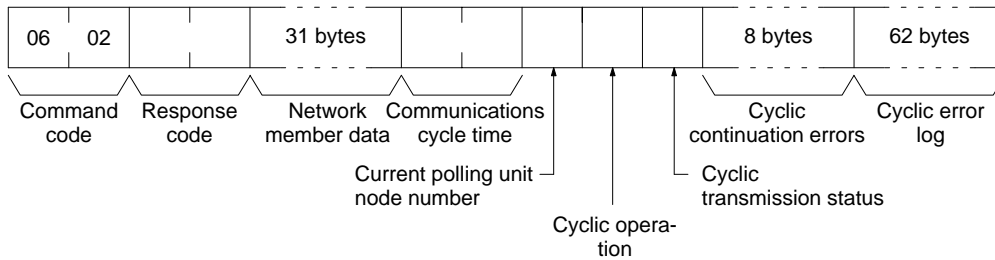 06 02 31 bytes 8 bytes 62 bytes
Command code
Response code
Network member data
Communications cycle time
Cyclic continuation errors
Cyclic error log
Current polling unit node number
Cyclic transmission status
Cyclic opera-
tion